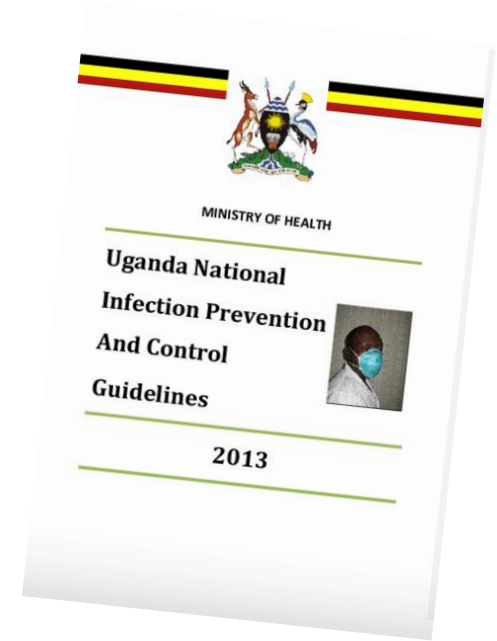 MINISTRY OF HEALTH
Uganda National
Infection Prevention
And Control
Guidelines
2013